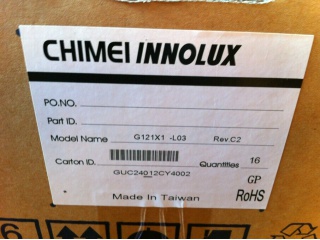 CHIMEI INNOLUX
PO.NO.
Part ID.
Model Name G121X1 -L03 Rev.C2
Carton ID. Quantities 16
GUC24012CY4002
GP
Made In Taiwan RoHS
6